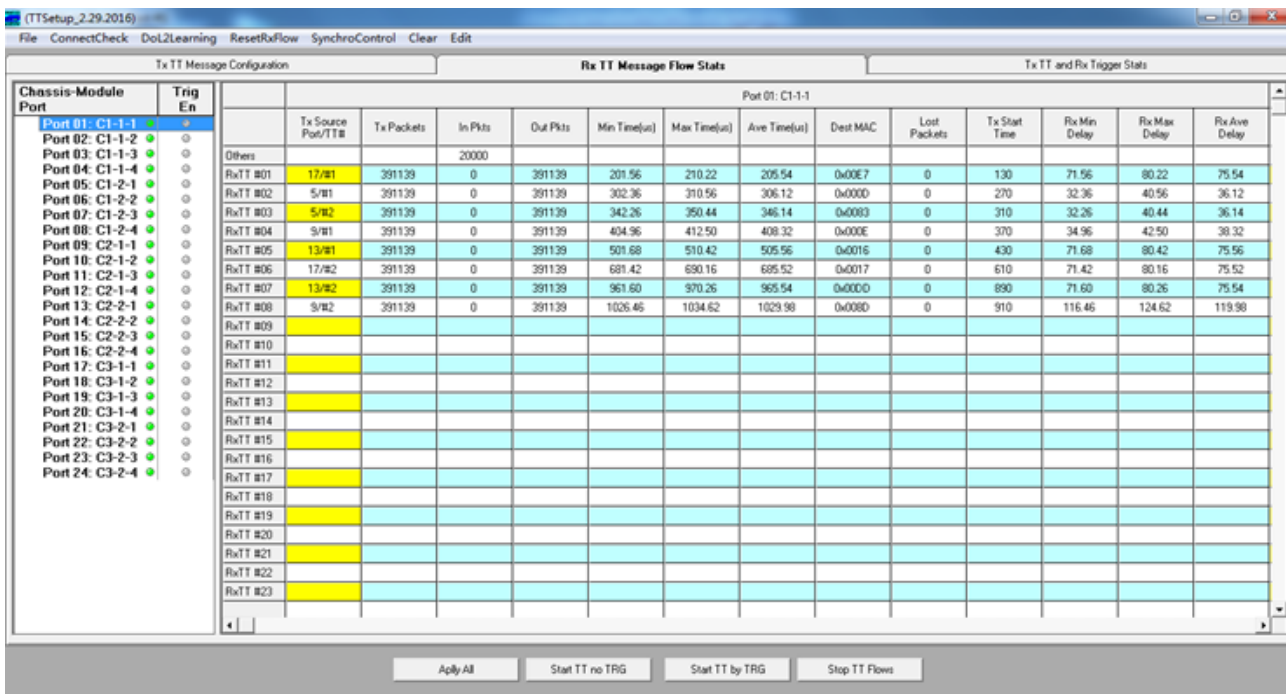 (TTSetup_2.29.2016)
File ConnectCheck DoL2Learning ResetRxFlow SynchroControl Clear Edit
Tx TT Message Configuration Rx TT Message Flow Stats Tx TT and Rx Trigger Stats
Chassis-Module Port Trig En
Port 01: C1-1-1
Port 02: C1-1-2
Port 03: C1-1-3
Port 04: C1-1-4
Port 05: C1-2-1
Port 06: C1-2-2
Port 07: C1-2-3
Port 08: C1-2-4
Port 09: C2-1-1
Port 10: C2-1-2
Port 11: C2-1-3
Port 12: C2-1-4
Port 13: C2-2-1
Port 14: C2-2-2
Port 15: C2-2-3
Port 16: C2-2-4
Port 17: C3-1-1
Port 18: C3-1-2
Port 19: C3-1-3
Port 20: C3-1-4
Port 21: C3-2-1
Port 22: C3-2-2
Port 23: C3-2-3
Port 24: C3-2-4
Port 01: C1-1-1
Tx Source Port/TT# Tx Packets In Pkts Out Pkts Min Time(us) Max Time(us) Ave Time(us) Dest MAC Lost Packets Tx Start Time Rx Min Delay Rx Max Delay Rx Ave Delay
Others 20000
RxTT #01 17/#1 391139 0 391139 201.56 210.22 205.54 0x00E7 0 130 71.56 80.22 75.54
RxTT #02 5/#1 391139 0 391139 302.36 310.56 306.12 0x000D 0 270 32.36 40.56 36.12
RxTT #03 5/#2 391139 0 391139 342.26 350.44 346.14 0x0083 0 310 32.26 40.44 36.14
RxTT #04 9/#1 391139 0 391139 404.96 412.50 408.32 0x000E 0 370 34.96 42.50 38.32
RxTT #05 13/#1 391139 0 391139 501.68 510.42 505.56 0x0016 0 430 71.68 80.42 75.56
RxTT #06 17/#2 391139 0 391139 681.42 690.16 685.52 0x0017 0 610 71.42 80.16 75.52
RxTT #07 13/#2 391139 0 391139 961.60 970.26 965.54 0x00DD 0 890 71.60 80.26 75.54
RxTT #08 9/#2 391139 0 391139 1026.46 1034.62 1029.98 0x008D 0 910 116.46 124.62 119.98
RxTT #09
RxTT #10
RxTT #11
RxTT #12
RxTT #13
RxTT #14
RxTT #15
RxTT #16
RxTT #17
RxTT #18
RxTT #19
RxTT #20
RxTT #21
RxTT #22
RxTT #23
Aplly All Start TT no TRG Start TT by TRG Stop TT Flows